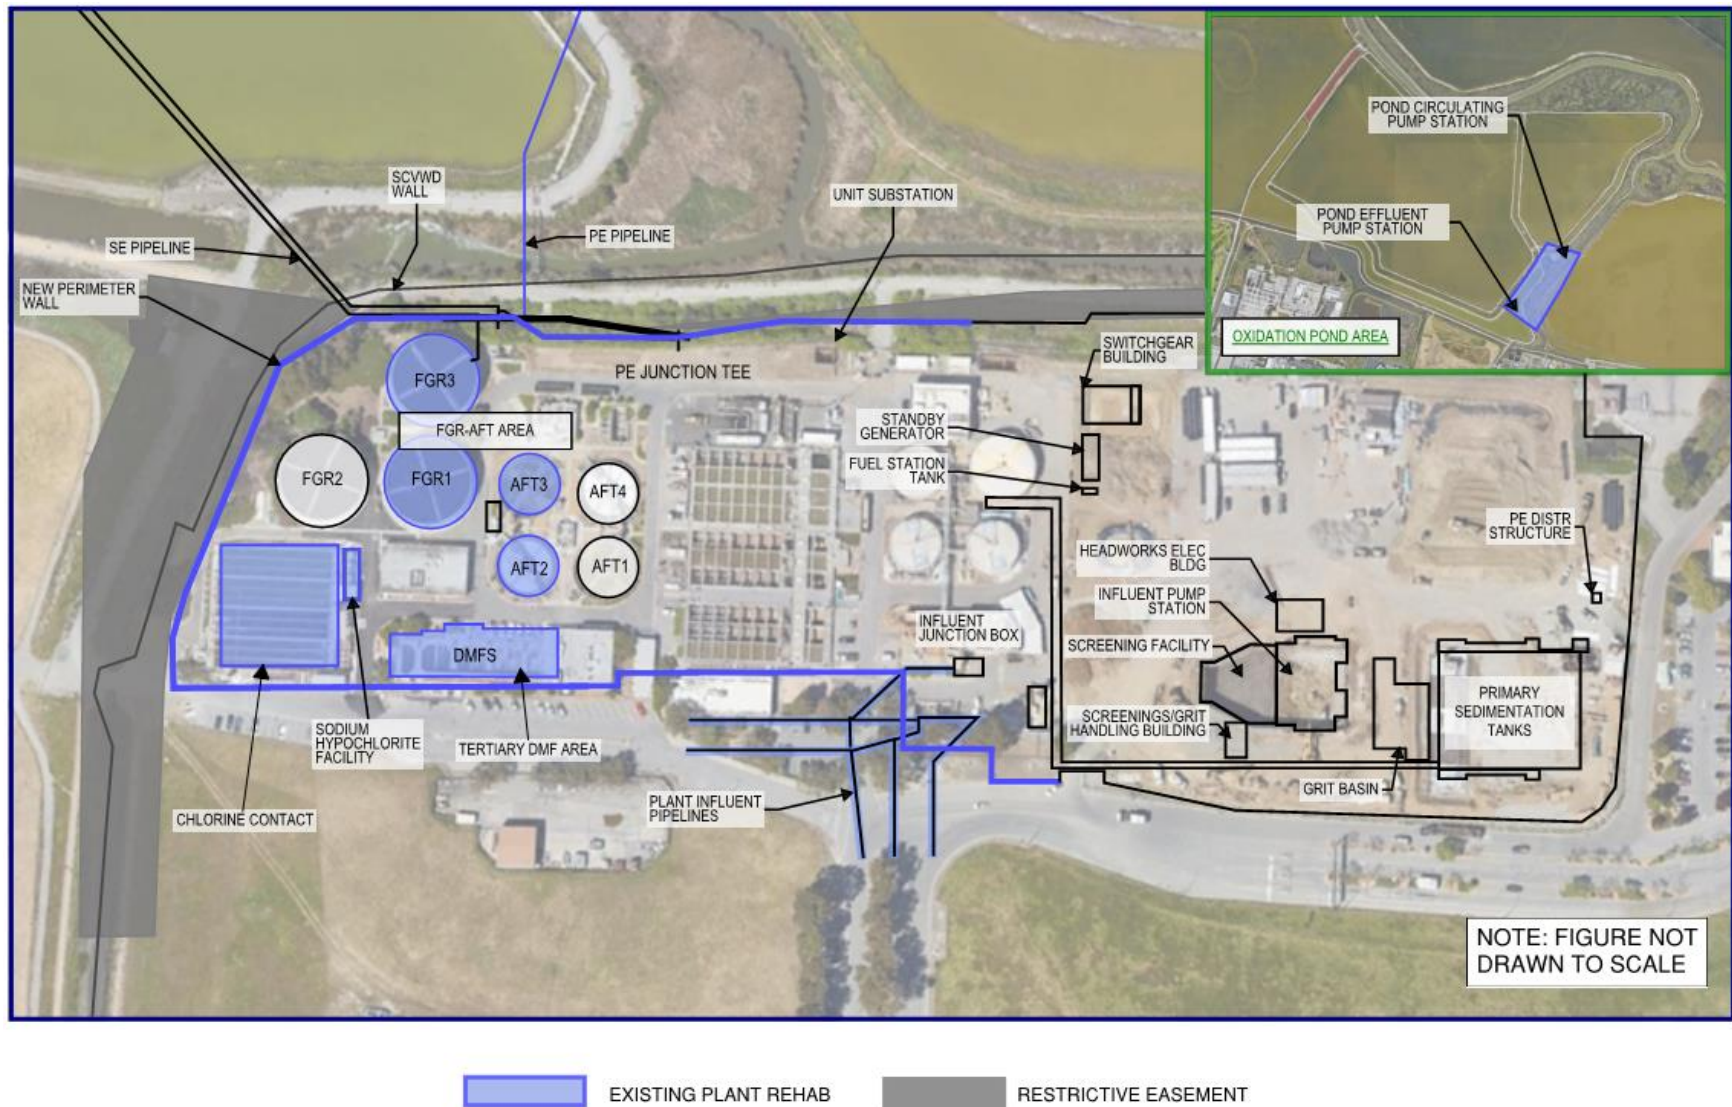 POND CIRCULATING
PUMP STATION
POND EFFLUENT
PUMP STATION
OXIDATION POND AREA
SCVWD
WALL
UNIT SUBSTATION
SE PIPELINE
PE PIPELINE
NEW PERIMETER
WALL
SWITCHGEAR
BUILDING
PE JUNCTION TEE
FGR3
FGR-AFT AREA
STANDBY
GENERATOR
FUEL STATION
TANK
FGR2
FGR1
AFT3
AFT4
PE DISTR
STRUCTURE
HEADWORKS ELEC
BLDG
AFT2
AFT1
INFLUENT PUMP
STATION
INFLUENT
JUNCTION BOX
SCREENING FACILITY
DMFS
PRIMARY
SEDIMENTATION
TANKS
SCREENINGS/GRIT
HANDLING BUILDING
SODIUM
HYPOCHLORITE
FACILITY
TERTIARY DMF AREA
GRIT BASIN
PLANT INFLUENT
PIPELINES
CHLORINE CONTACT
NOTE: FIGURE NOT
DRAWN TO SCALE
EXISTING PLANT REHAB
RESTRICTIVE EASEMENT